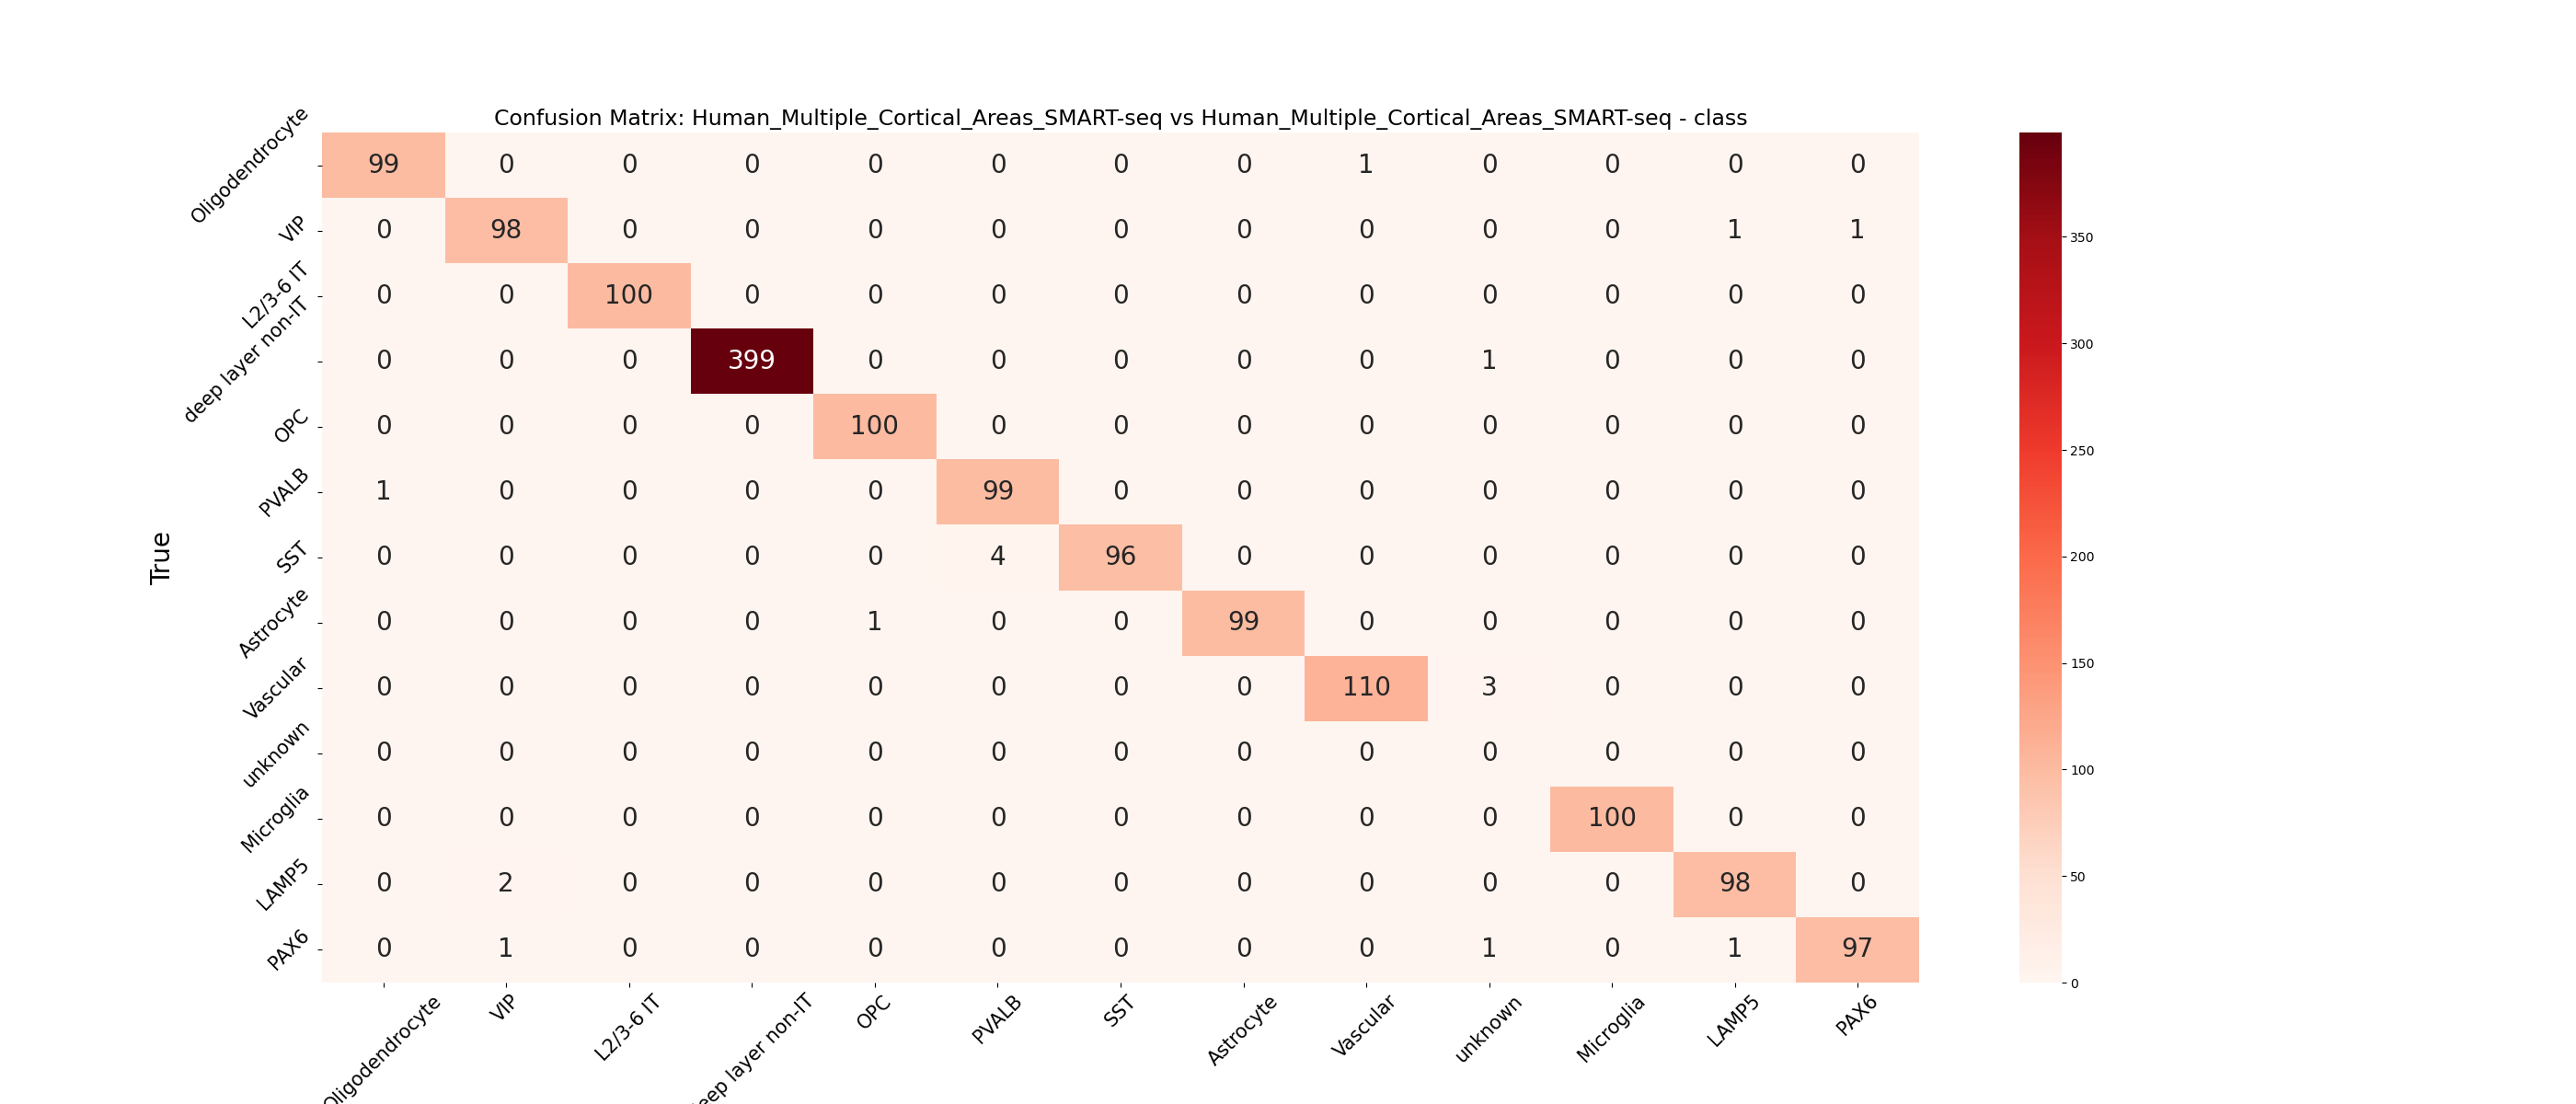 Confusion Matrix: Human_Multiple_Cortical_Areas_SMART-seq vs Human_Multiple_Cortical_Areas_SMART-seq - class
True
Oligodendrocyte 99 0 0 0 0 0 0 0 1 0 0 0 0
VIP 0 98 0 0 0 0 0 0 0 0 0 1 1
L2/3-6 IT 0 0 100 0 0 0 0 0 0 0 0 0 0
deep layer non-IT 0 0 0 399 0 0 0 0 0 1 0 0 0
OPC 0 0 0 0 100 0 0 0 0 0 0 0 0
PVALB 1 0 0 0 0 99 0 0 0 0 0 0 0
SST 0 0 0 0 0 4 96 0 0 0 0 0 0
Astrocyte 0 0 0 0 1 0 0 99 0 0 0 0 0
Vascular 0 0 0 0 0 0 0 0 110 3 0 0 0
unknown 0 0 0 0 0 0 0 0 0 0 0 0 0
Microglia 0 0 0 0 0 0 0 0 0 0 100 0 0
LAMP5 0 2 0 0 0 0 0 0 0 0 0 98 0
PAX6 0 1 0 0 0 0 0 0 0 1 0 1 97
Oligodendrocyte VIP L2/3-6 IT layer non-IT OPC PVALB SST Astrocyte Vascular unknown Microglia LAMP5 PAX6
350
300
250
200
150
100
50
0